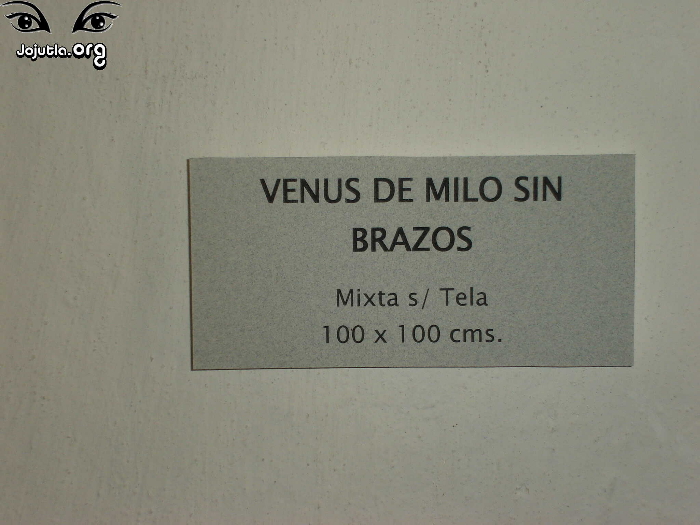 Jojutla.org
VENUS DE MILO SIN
BRAZOS
Mixta s/ Tela
100 x 100 cms.